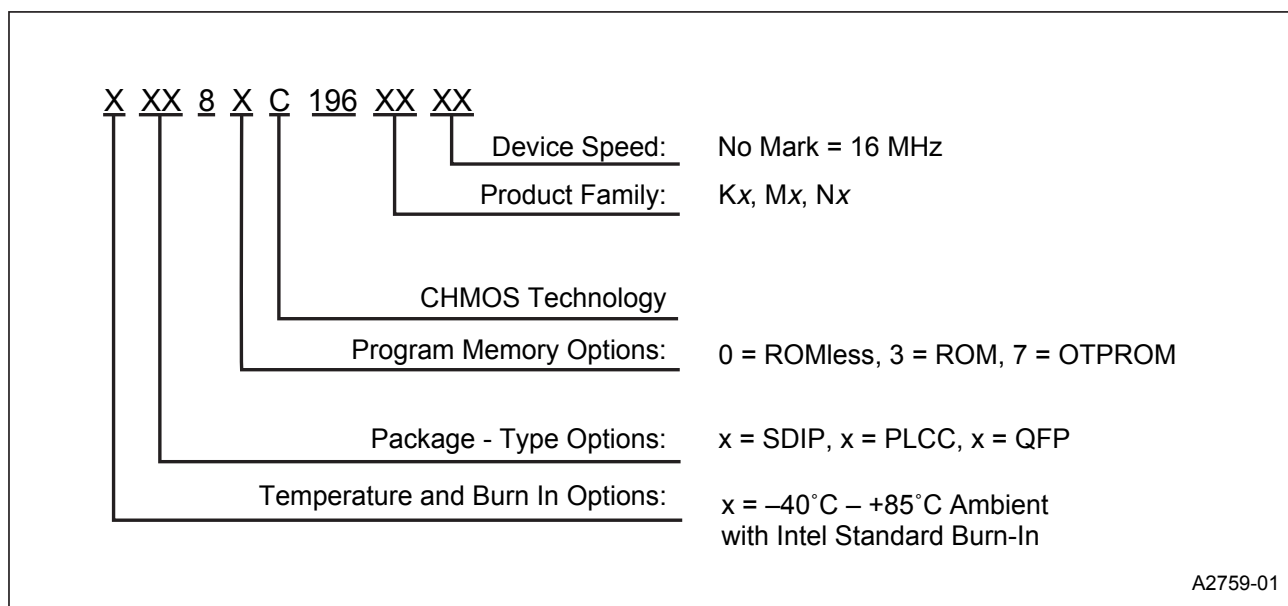 X XX 8 X C 196 XX XX
Device Speed: No Mark = 16 MHz
Product Family: Kx, Mx, Nx
CHMOS Technology
Program Memory Options: 0 = ROMless, 3 = ROM, 7 = OTPROM
Package - Type Options: x = SDIP, x = PLCC, x = QFP
Temperature and Burn In Options: x = –40˚C – +85˚C Ambient
with Intel Standard Burn-In
A2759-01